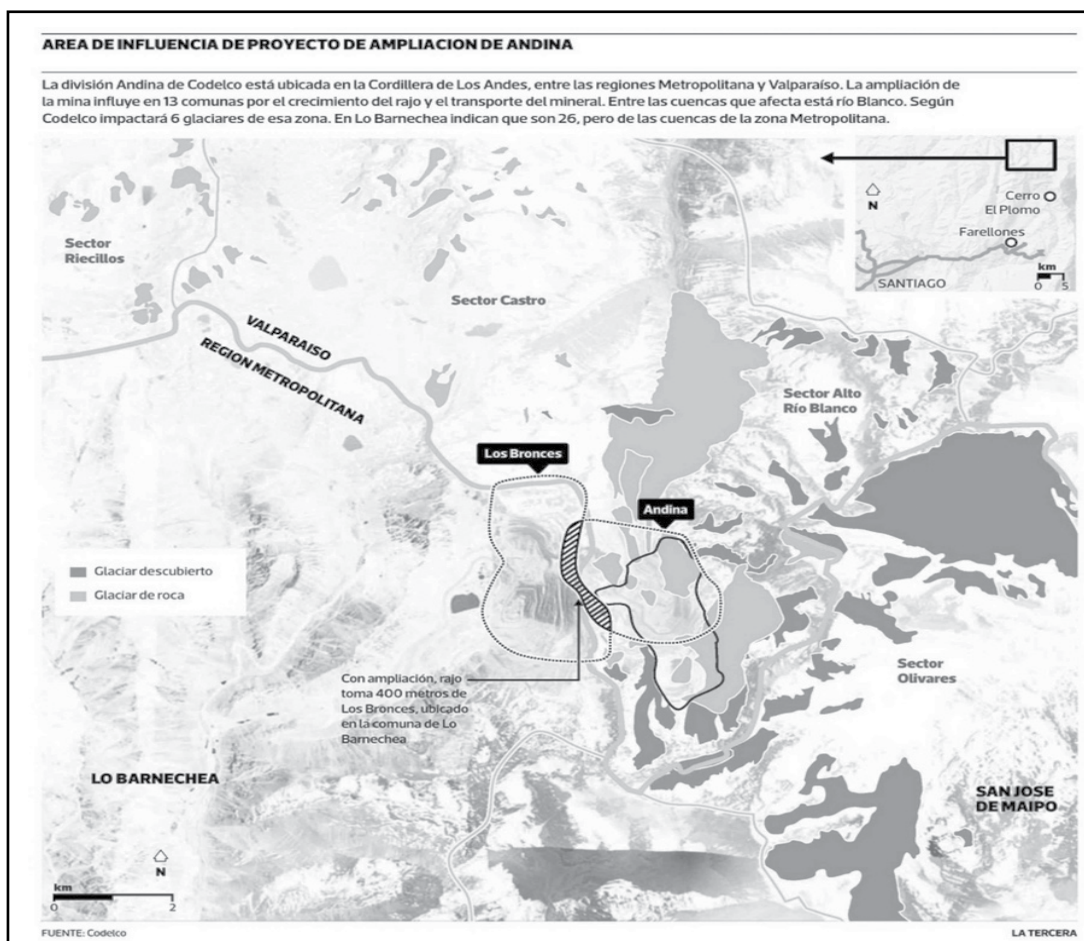 AREA DE INFLUENCIA DE PROYECTO DE AMPLIACION DE ANDINA
La división Andina de Codelco está ubicada en la Cordillera de Los Andes, entre las regiones Metropolitana y Valparaíso. La ampliación de
la mina influye en 13 comunas por el crecimiento del rajo y el transporte del mineral. Entre las cuencas que afecta está río Blanco. Según
Codelco impactará 6 glaciares de esa zona. En Lo Barnechea indican que son 26, pero de las cuencas de la zona Metropolitana.
N
Cerro
El Plomo
Farellones
km
0 5
SANTIAGO
Sector
Riecillos
Sector Castro
VALPARAISO
REGION METROPOLITANA
Sector Alto
Río Blanco
Los Bronces
Andina
Glaciar descubierto
Glaciar de roca
Con ampliación, rajo
toma 400 metros de
Los Bronces, ubicado
en la comuna de Lo
Barnechea
Sector
Olivares
LO BARNECHEA
SAN JOSE
DE MAIPO
N
km
0 2
FUENTE: Codelco
LA TERCERA